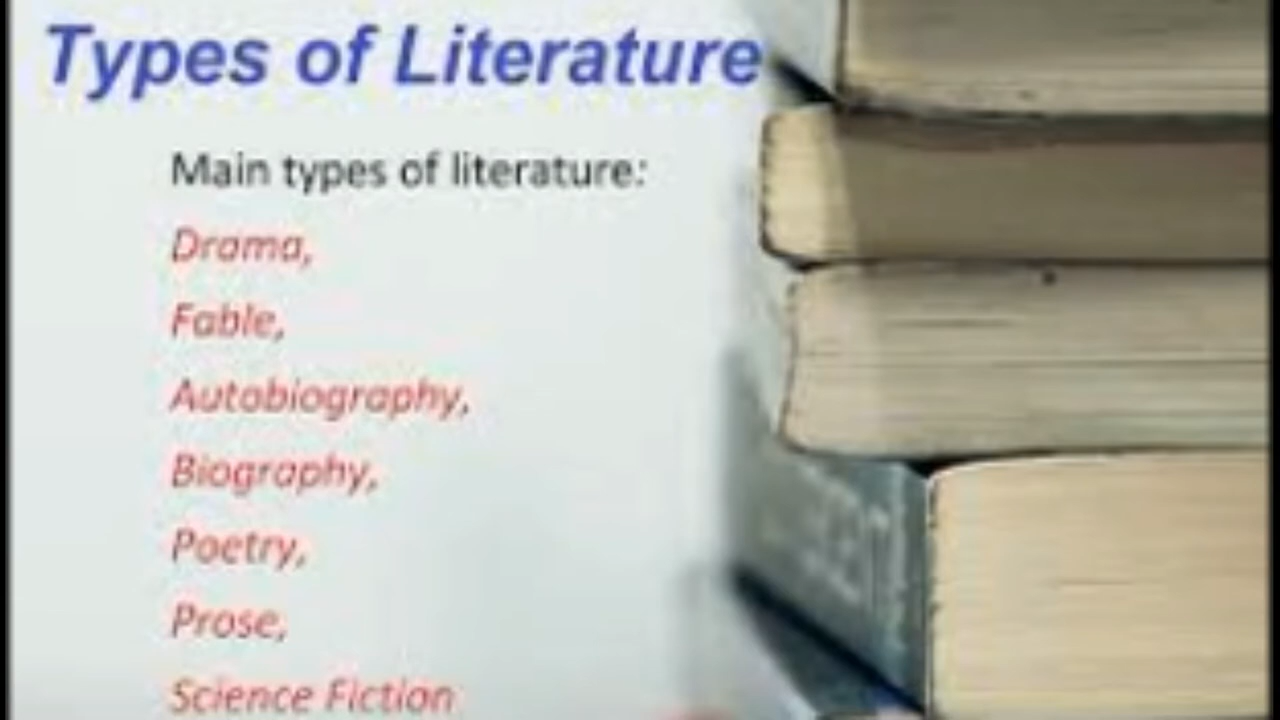 Types of Literature
Main types of literature:
Drama,
Fable,
Autobiography,
Biography,
Poetry,
Prose,
Science Fiction